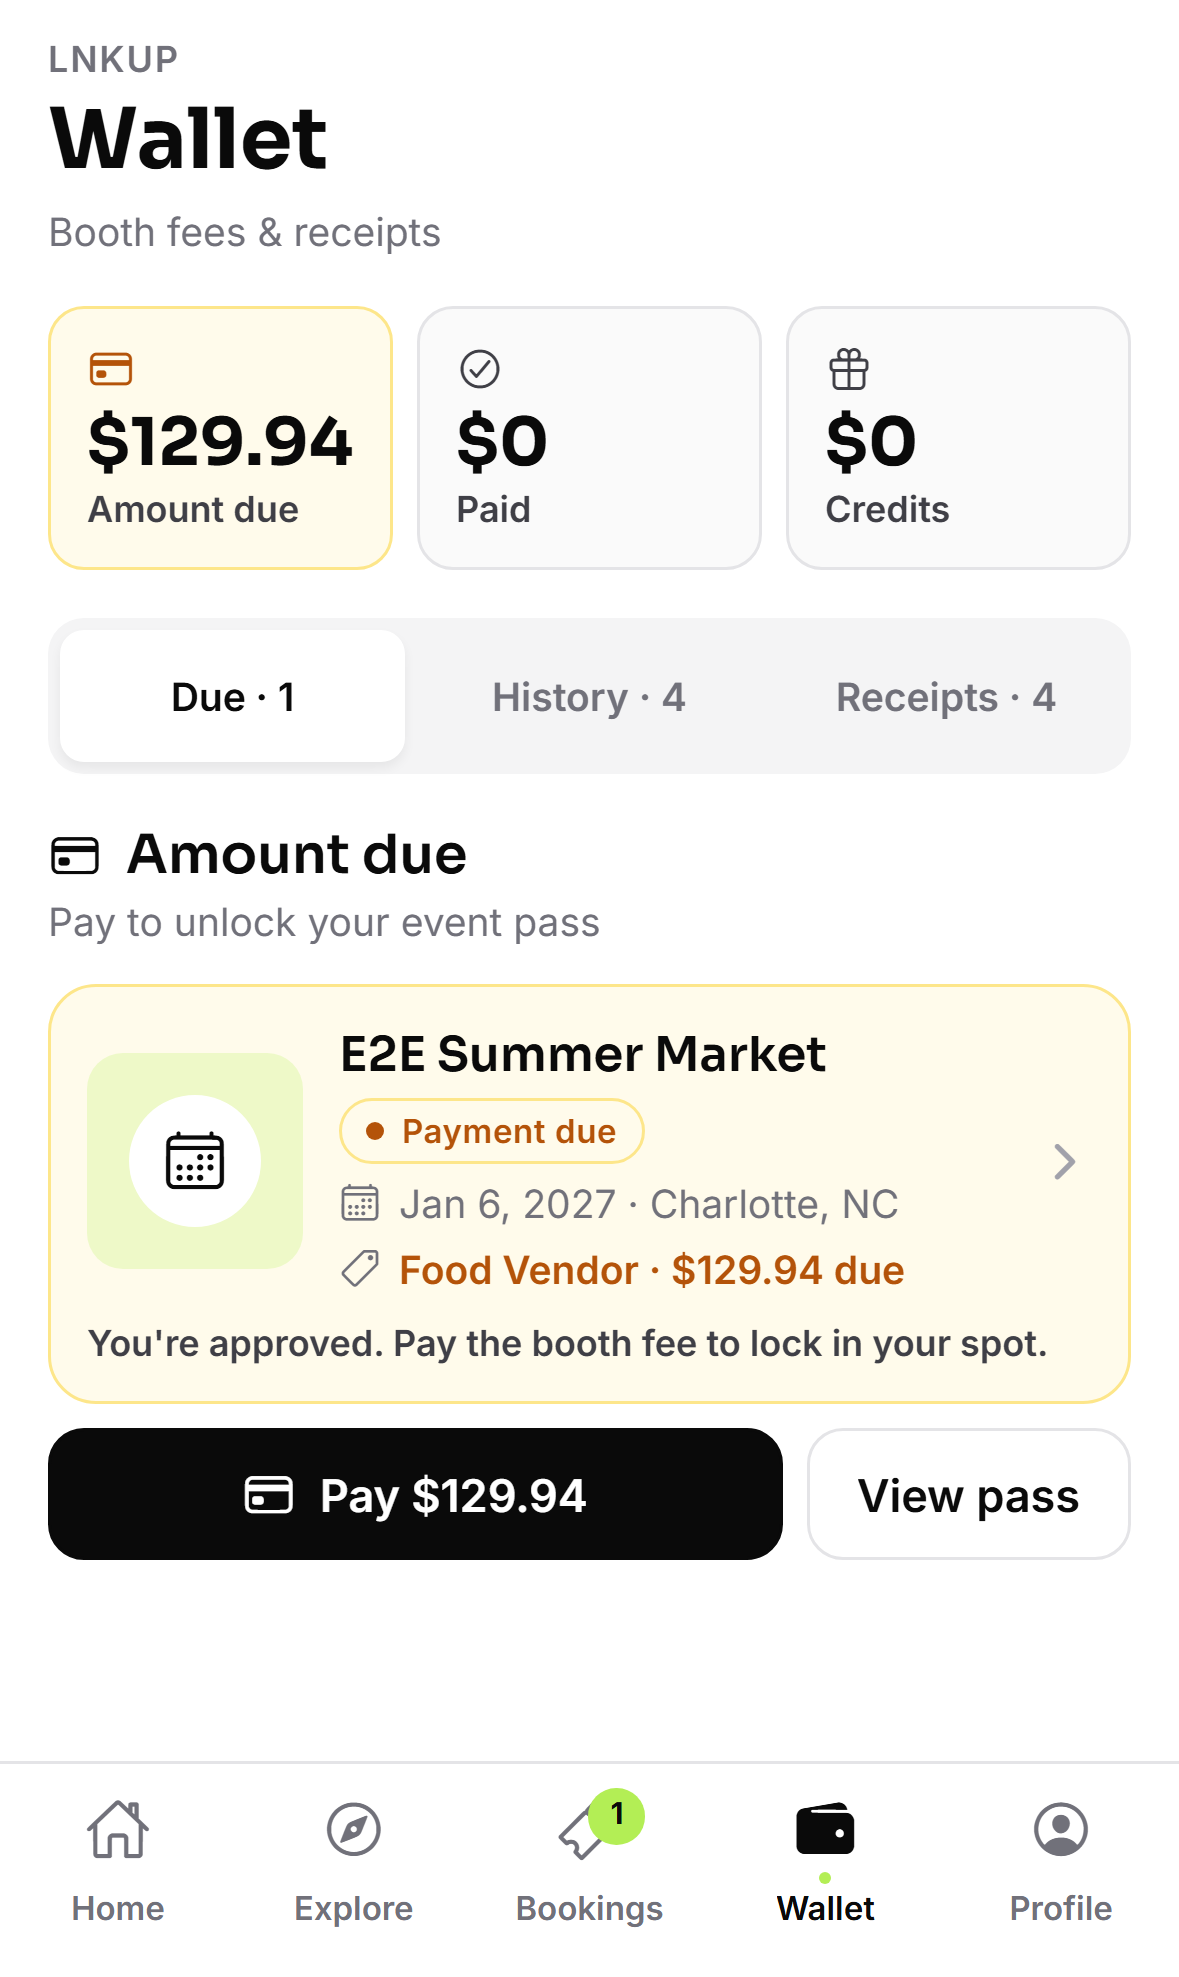 LNKUP
Wallet
Booth fees & receipts
$129.94
Amount due
$0
Paid
$0
Credits
Due · 1
History · 4
Receipts · 4
Amount due
Pay to unlock your event pass
E2E Summer Market
Payment due
Jan 6, 2027 · Charlotte, NC
Food Vendor · $129.94 due
You're approved. Pay the booth fee to lock in your spot.
Pay $129.94
View pass
Home
Explore
1
Bookings
Wallet
Profile